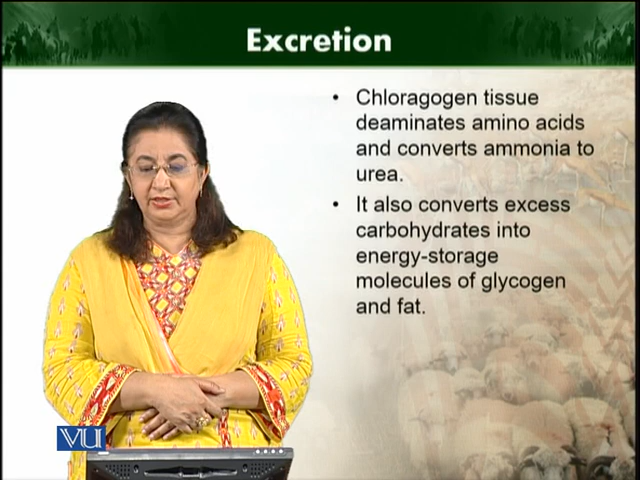 Excretion
• Chloragogen tissue
deaminates amino acids
and converts ammonia to
urea.
• It also converts excess
carbohydrates into
energy-storage
molecules of glycogen
and fat.
VU